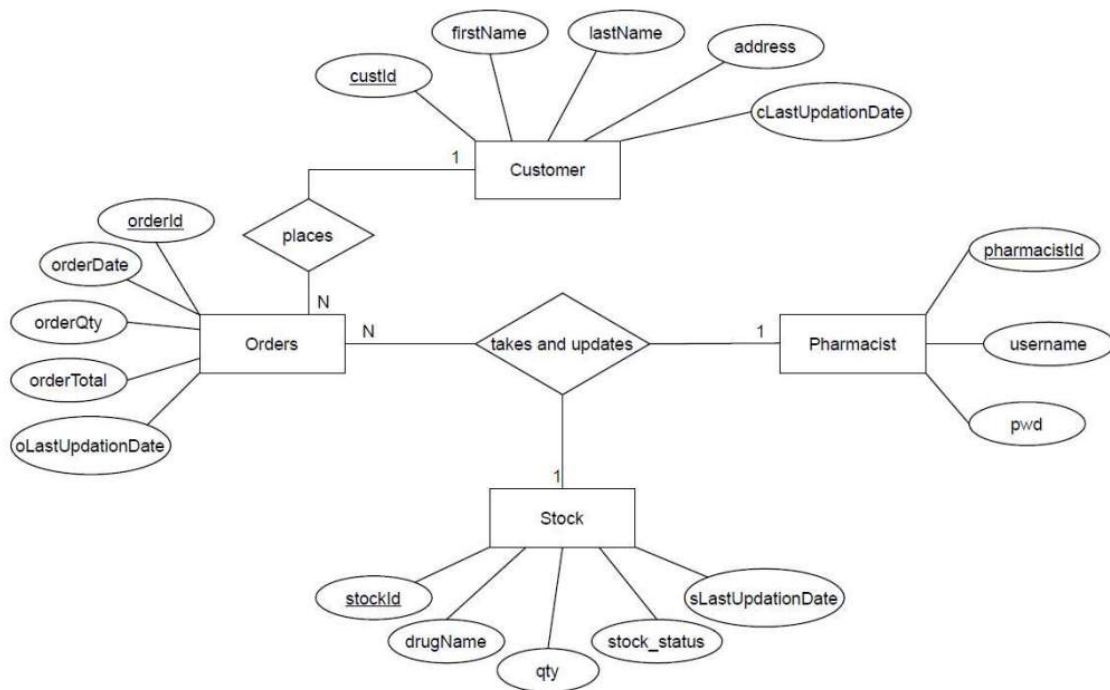 firstName
lastName
address
custId
cLastUpdationDate
1
Customer
orderId
places
orderDate
pharmacistId
N
orderQty
Orders
N
takes and updates
1
Pharmacist
username
orderTotal
pwd
oLastUpdationDate
1
Stock
stockId
sLastUpdationDate
drugName
stock_status
qty